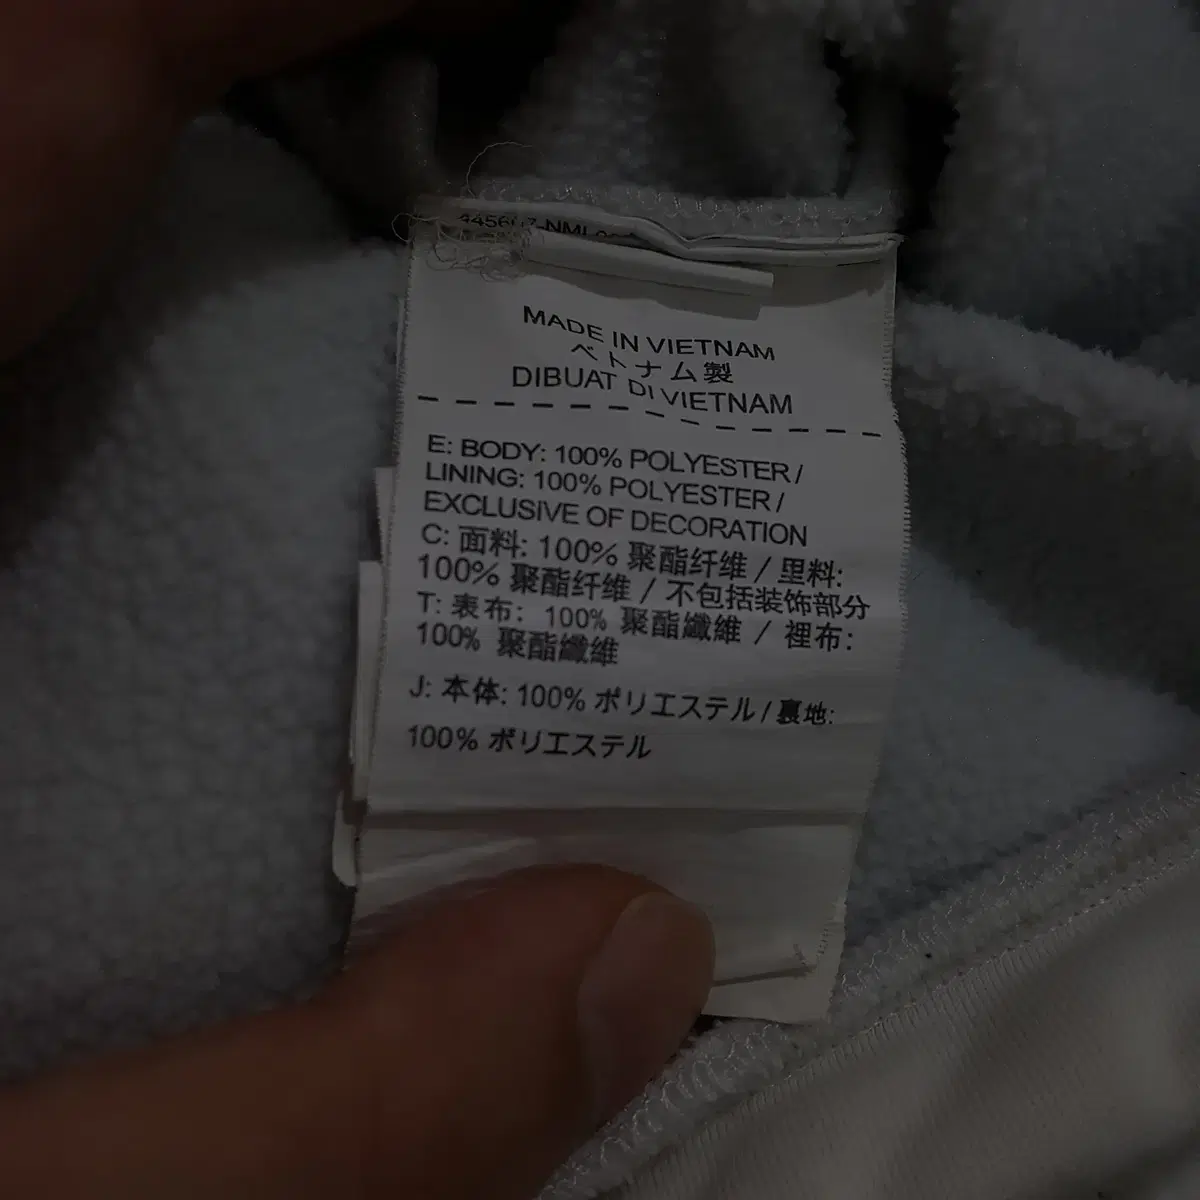 MADE IN VIETNAM
ベトナム製
DIBUAT DI VIETNAM
E: BODY: 100% POLYESTER /
LINING: 100% POLYESTER /
EXCLUSIVE OF DECORATION
C: 面料: 100% 聚酯纤维 / 里料:
100% 聚酯纤维 / 不包括装饰部分
T: 表布: 100% 聚酯纖維 / 裡布:
100% 聚酯纖維
J: 本体: 100% ポリエステル / 裏地:
100% ポリエステル